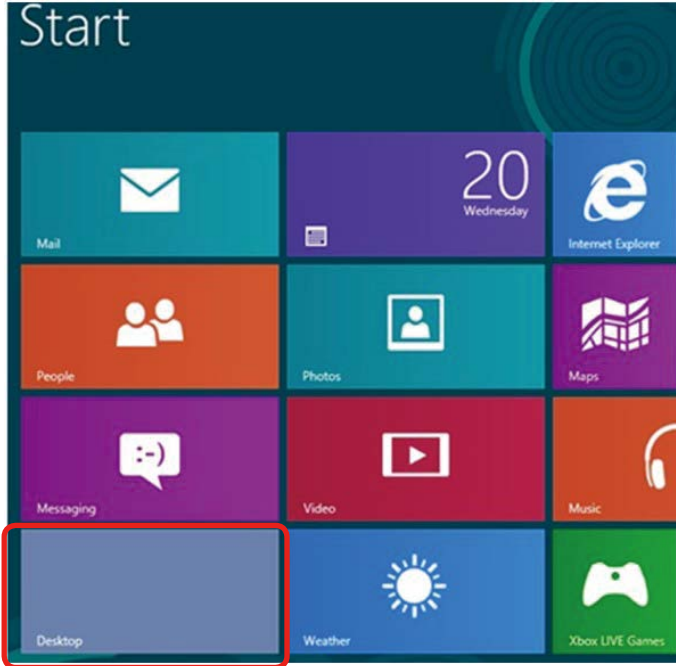 Start
20
Wednesday
Mail
Internet Explorer
People
Photos
Maps
:-)
Messaging
Video
Music
Desktop
Weather
Xbox LIVE Games